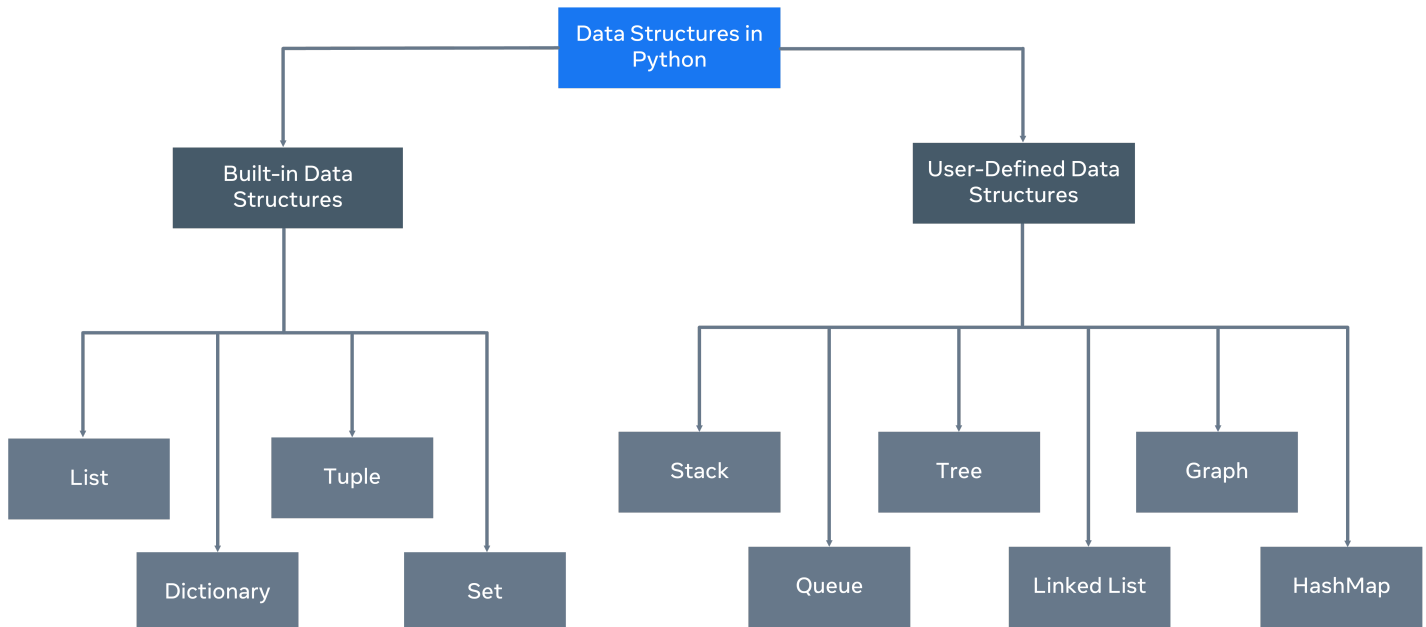 Data Structures in
Python
Built-in Data
Structures
User-Defined Data
Structures
List
Tuple
Stack
Tree
Graph
Dictionary
Set
Queue
Linked List
HashMap